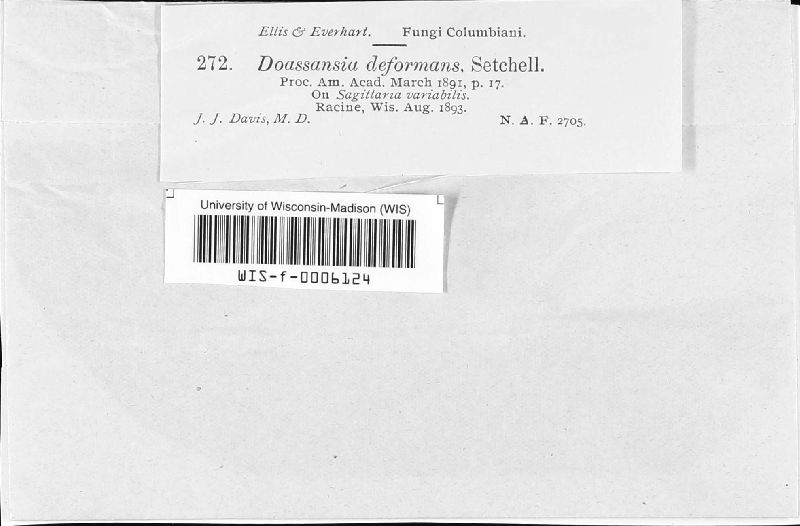 Ellis & Everhart. Fungi Columbiani.
272. Doassansia deformans, Setchell.
Proc. Am. Acad. March 1891, p. 17.
On Sagittaria variabilis.
Racine, Wis. Aug. 1893.
J. J. Davis, M. D. N. A. F. 2705.
University of Wisconsin-Madison (WIS)
WIS-f-0006124